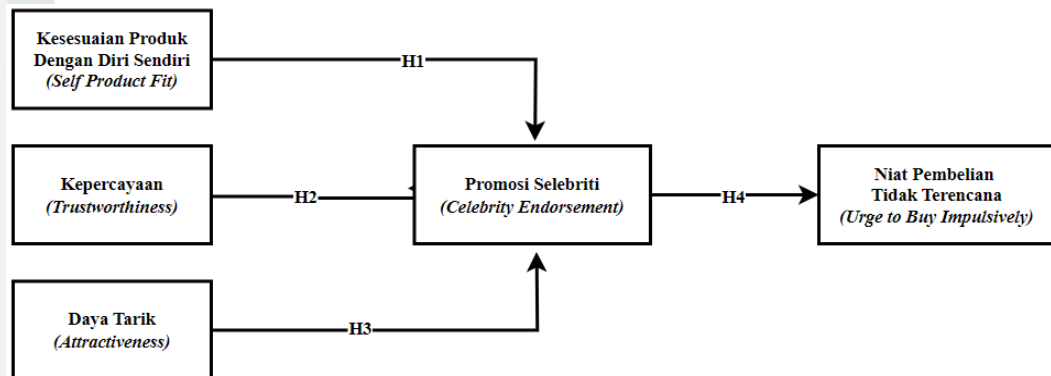 Kesesuaian Produk
Dengan Diri Sendiri
(Self Product Fit)
H1
Kepercayaan
(Trustworthiness)
H2
Promosi Selebriti
(Celebrity Endorsement)
H4
Niat Pembelian
Tidak Terencana
(Urge to Buy Impulsively)
Daya Tarik
(Attractiveness)
H3